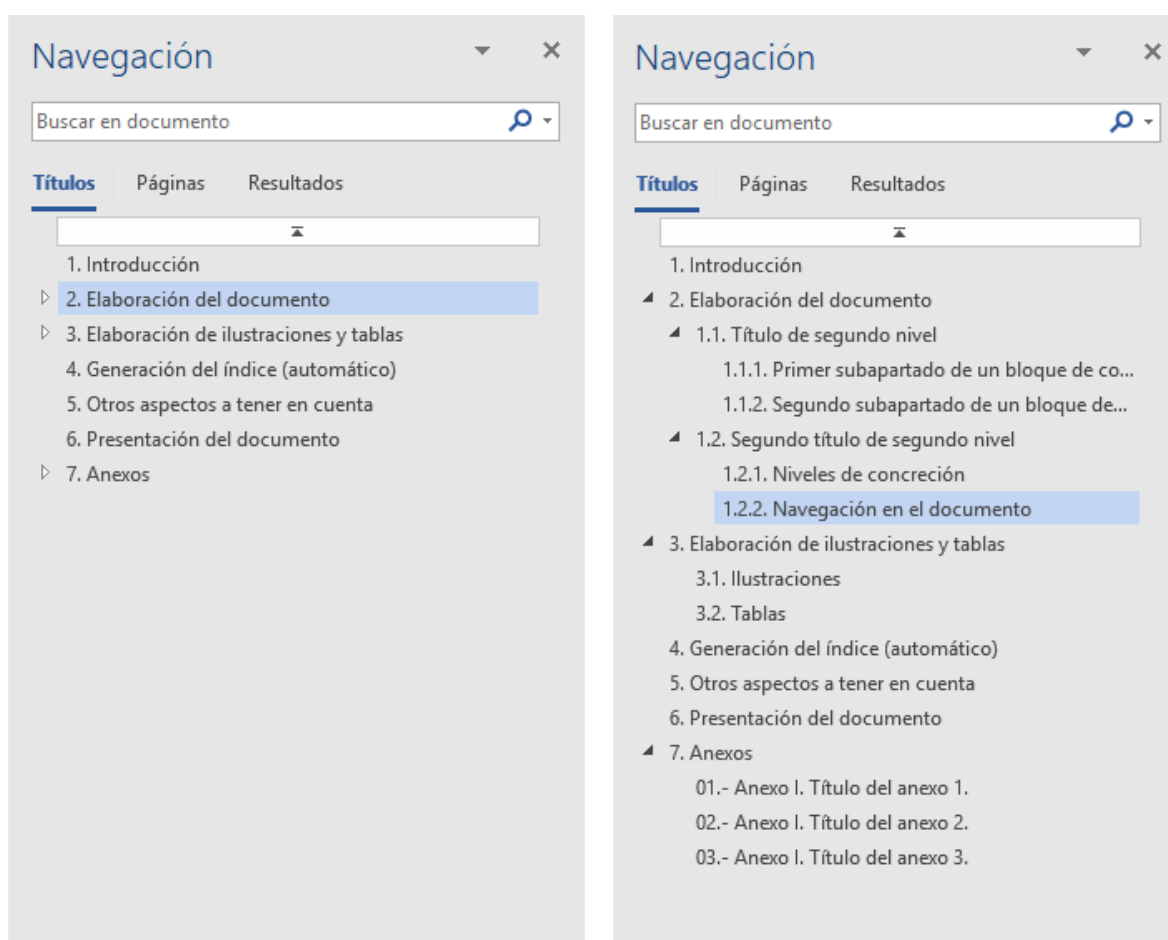 Navegación
Buscar en documento
Títulos Páginas Resultados
1. Introducción
2. Elaboración del documento
3. Elaboración de ilustraciones y tablas
4. Generación del índice (automático)
5. Otros aspectos a tener en cuenta
6. Presentación del documento
7. Anexos
Navegación
Buscar en documento
Títulos Páginas Resultados
1. Introducción
2. Elaboración del documento
1.1. Título de segundo nivel
1.1.1. Primer subapartado de un bloque de co...
1.1.2. Segundo subapartado de un bloque de...
1.2. Segundo título de segundo nivel
1.2.1. Niveles de concreción
1.2.2. Navegación en el documento
3. Elaboración de ilustraciones y tablas
3.1. Ilustraciones
3.2. Tablas
4. Generación del índice (automático)
5. Otros aspectos a tener en cuenta
6. Presentación del documento
7. Anexos
01.- Anexo I. Título del anexo 1.
02.- Anexo I. Título del anexo 2.
03.- Anexo I. Título del anexo 3.